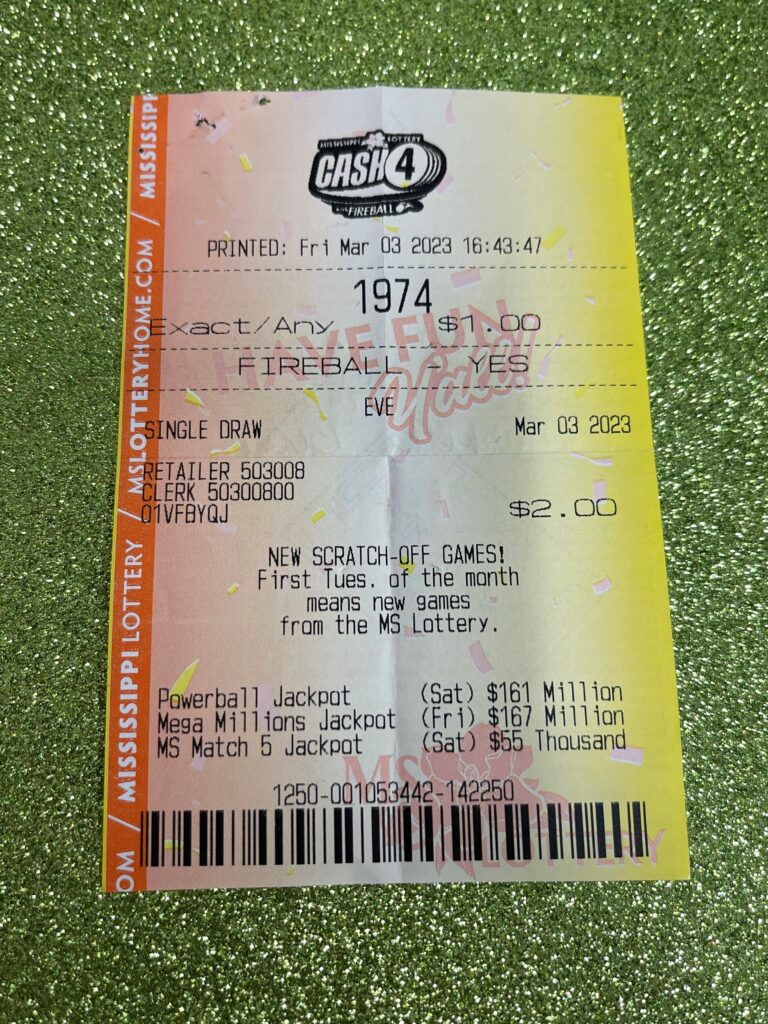 MISSISSIPPI LOTTERY
CASH 4
FIREBALL
PRINTED: Fri Mar 03 2023 16:43:47
1974
Exact/Any $1.00
HAVE FUN
FIREBALL - YES
Y'all!
EVE
SINGLE DRAW Mar 03 2023
RETAILER 503008
CLERK 50300800
01VFBYQJ $2.00
NEW SCRATCH-OFF GAMES!
First Tues. of the month
means new games
from the MS Lottery.
Powerball Jackpot (Sat) $161 Million
Mega Millions Jackpot (Fri) $167 Million
MS Match 5 Jackpot (Sat) $55 Thousand
MS
1250-001053442-142250
LOTTERY
OM / MISSISSIPPI LOTTERY / MSLOTTERYHOME.COM / MISSISSIPP